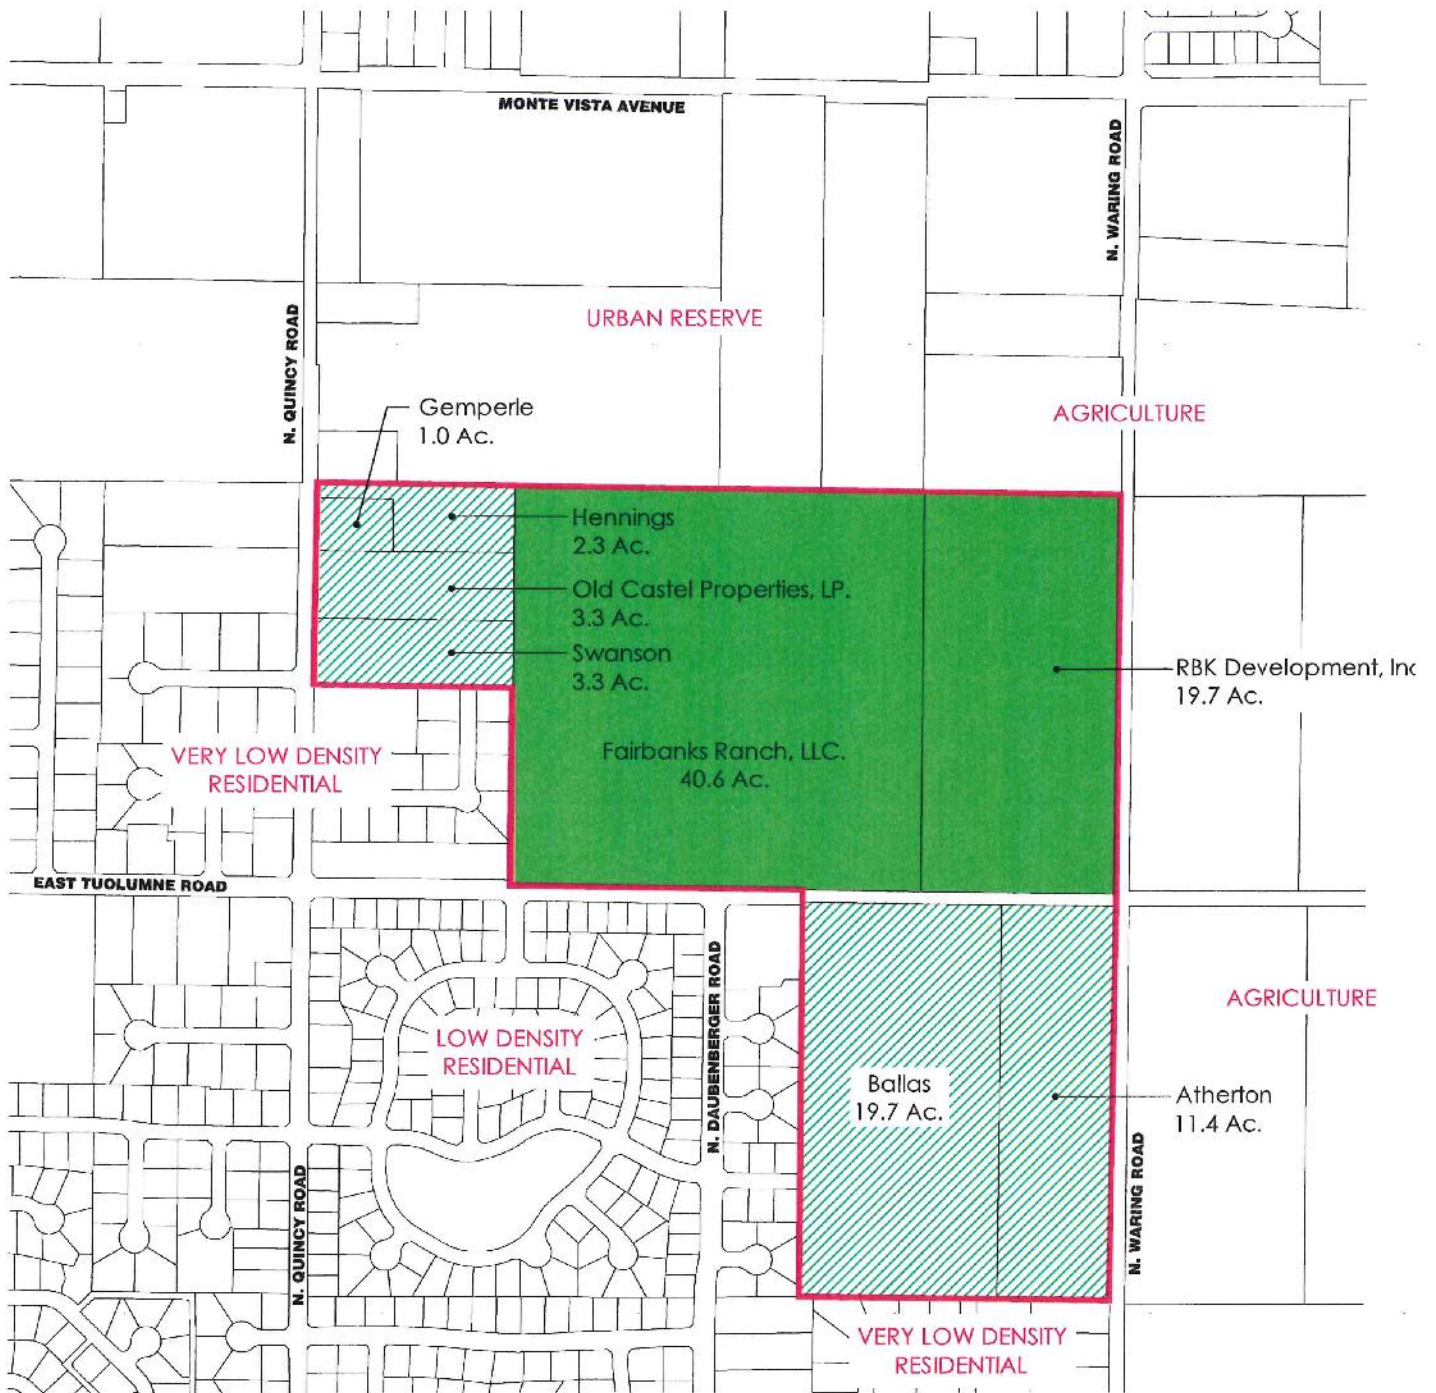 MONTE VISTA AVENUE
N. WARING ROAD
N. QUINCY ROAD
URBAN RESERVE
Gemperle
1.0 Ac.
AGRICULTURE
Hennings
2.3 Ac.
Old Castel Properties, LP.
3.3 Ac.
Swanson
3.3 Ac.
RBK Development, Inc
19.7 Ac.
Fairbanks Ranch, LLC.
40.6 Ac.
VERY LOW DENSITY
RESIDENTIAL
EAST TUOLUMNE ROAD
N. DAUBENBERGER ROAD
AGRICULTURE
LOW DENSITY
RESIDENTIAL
Ballas
19.7 Ac.
Atherton
11.4 Ac.
N. QUINCY ROAD
N. WARING ROAD
VERY LOW DENSITY
RESIDENTIAL